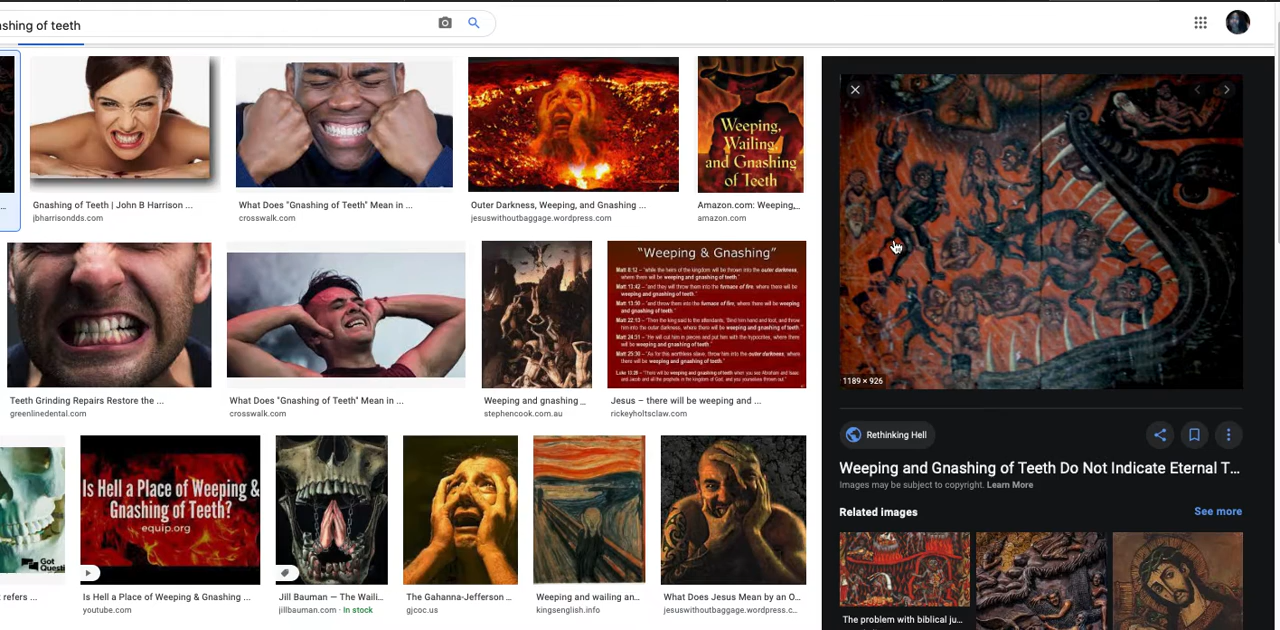 shing of teeth
Gnashing of Teeth | John B Harrison ...
jbharrisondds.com
What Does "Gnashing of Teeth" Mean in ...
crosswalk.com
Outer Darkness, Weeping, and Gnashing ...
jesuswithoutbaggage.wordpress.com
Weeping,
Wailing,
and Gnashing
of Teeth
Amazon.com: Weeping,...
amazon.com
Teeth Grinding Repairs Restore the ...
greenlinedental.com
What Does "Gnashing of Teeth" Mean in ...
crosswalk.com
Weeping and gnashing ...
stephencook.com.au
"Weeping & Gnashing"
Jesus – there will be weeping and ...
rickeyholtsclaw.com
1189 × 926
Rethinking Hell
Weeping and Gnashing of Teeth Do Not Indicate Eternal T...
Images may be subject to copyright. Learn More
Related images
See more
The problem with biblical ju...
Got
refers ...
Is Hell a Place of Weeping &
Gnashing of Teeth?
equip.org
Is Hell a Place of Weeping & Gnashing ...
youtube.com
Jill Bauman — The Waili...
jillbauman.com · In stock
The Gahanna-Jefferson ...
gjcoc.us
Weeping and wailing an...
kingsenglish.info
What Does Jesus Mean by an O...
jesuswithoutbaggage.wordpress.c...